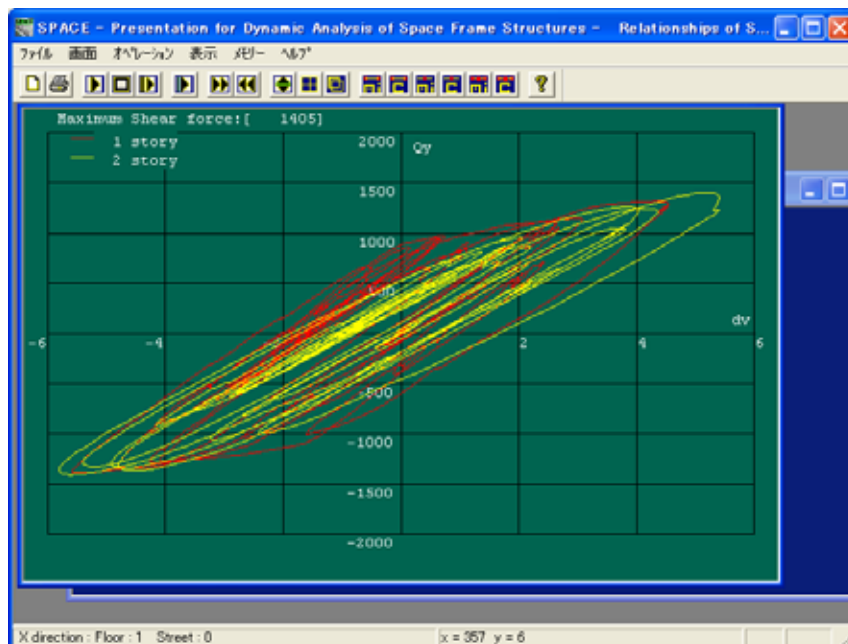 SPACE - Presentation for Dynamic Analysis of Space Frame Structures - Relationships of S...
ファイル 画面 オペレーション 表示 メモリー ヘルプ
Maximum Shear force:[ 1405]
1 story
2 story
2000 Qy
1500
1000
500
dv
-6 -4 2 4 6
-500
-1000
-1500
-2000
X direction : Floor : 1 Street : 0 x = 357 y = 6